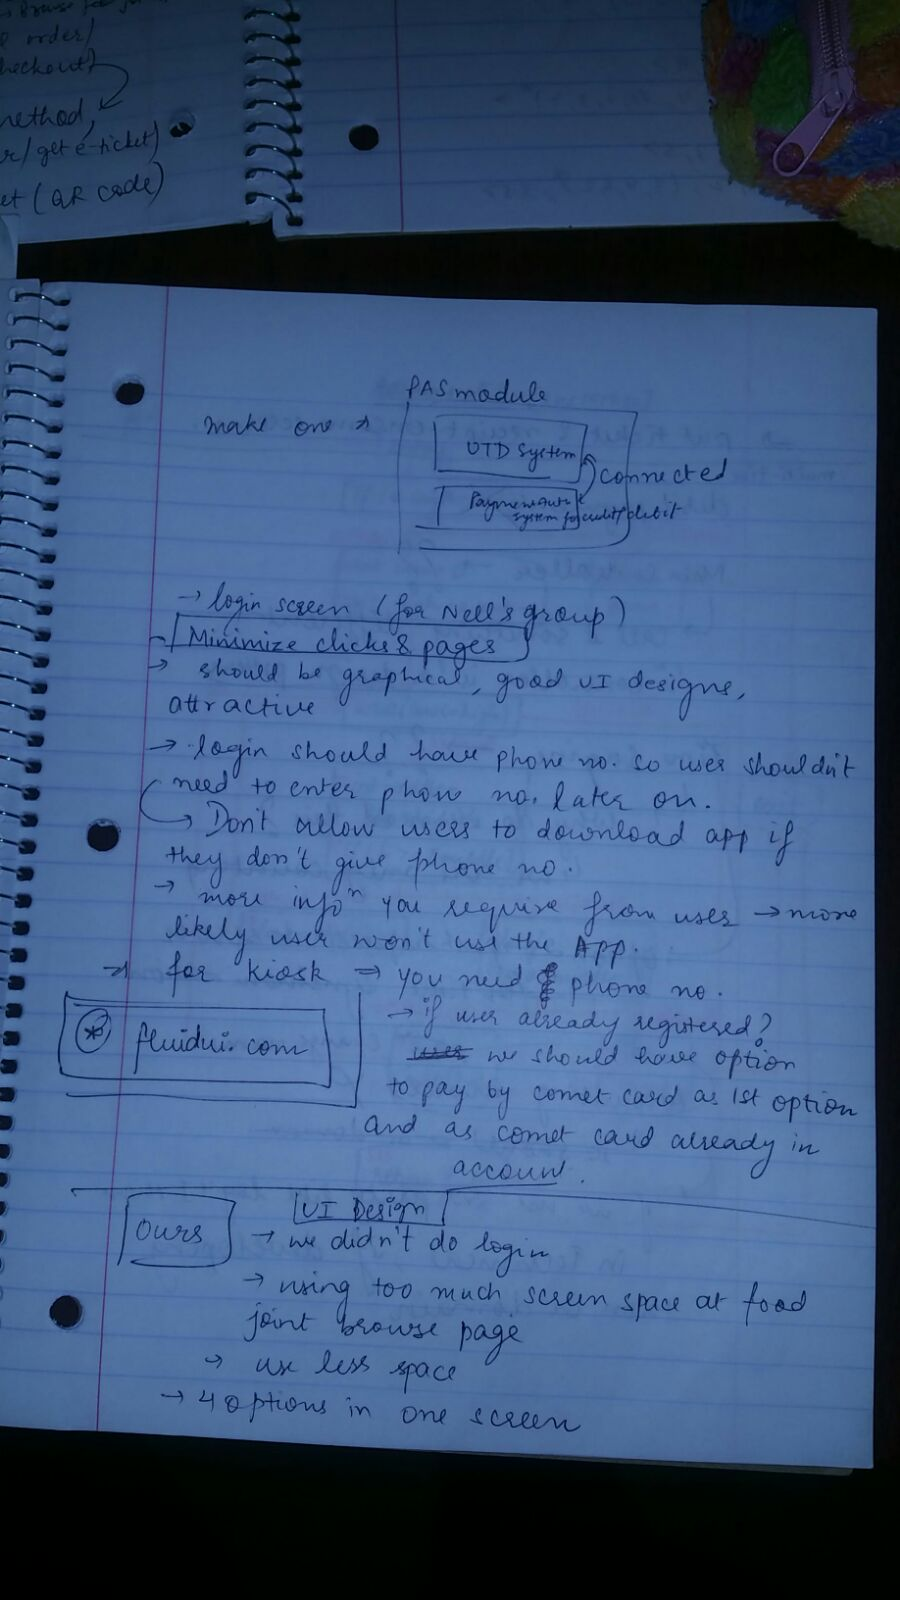 order/
checkout)
method,
r/get e-ticket)
et (QR code)
PAS module
make one →
UTD System
connected
Payment Auth
system for credit/debit
→ login screen (for Nell's group)
Minimize clicks & pages
→ should be graphical, good UI designs,
attractive
→ login should have phone no. so user shouldn't
need to enter phone no. later on.
→ Don't allow users to download app if
they don't give phone no.
→ more infoⁿ you require from user → more
likely user won't use the APP.
→ for kiosk ⇒ you need phone no.
→ if user already registered?
* fluidui.com
user we should have option
to pay by comet card as 1st option
and as comet card already in
account.
UI Design
Ours
→ we didn't do login
→ using too much screen space at food
joint browse page
→ use less space
→ 4 options in one screen